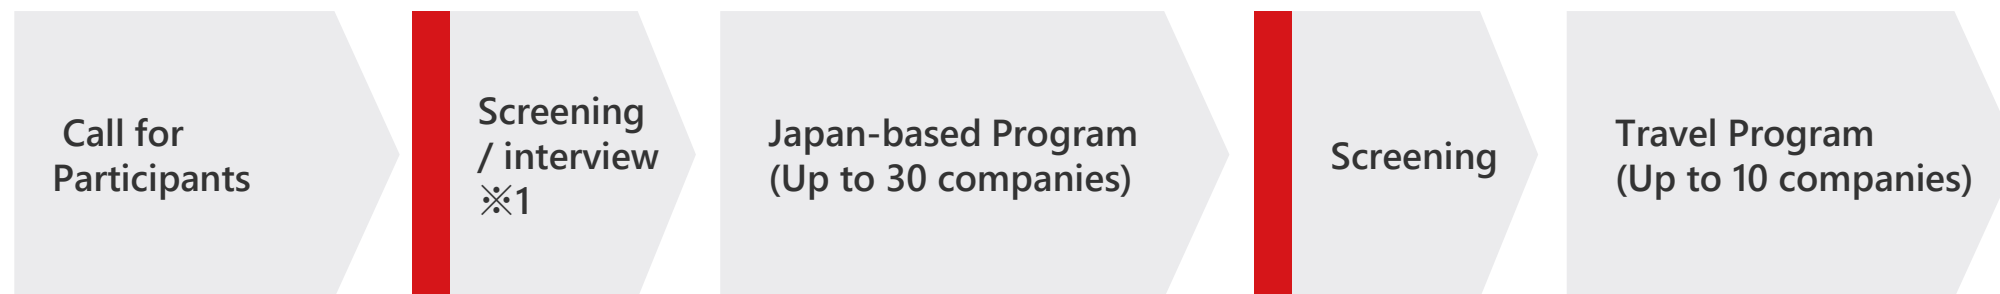 Call for
Participants
Screening
/ interview
※1
Japan-based Program
(Up to 30 companies)
Screening
Travel Program
(Up to 10 companies)